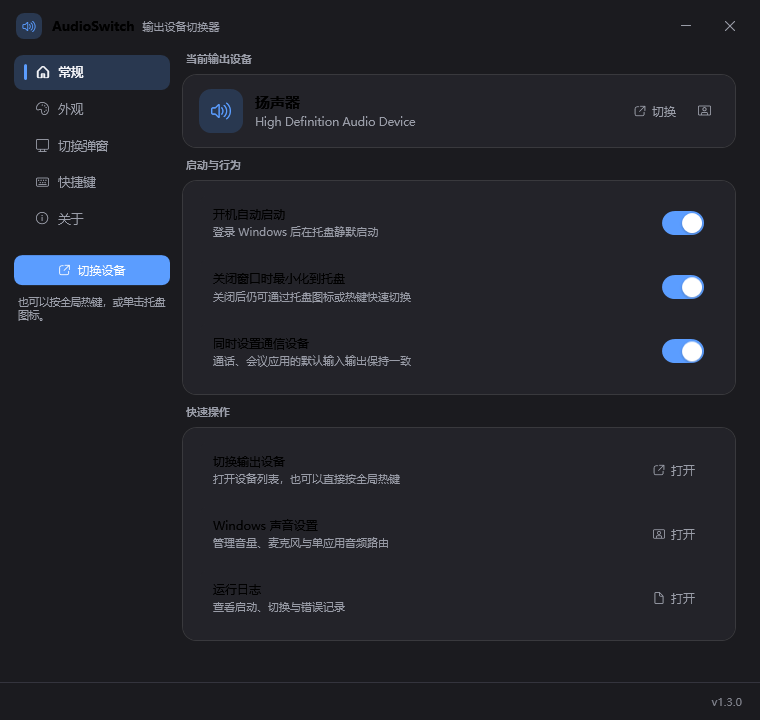 AudioSwitch 输出设备切换器
常规
外观
切换弹窗
快捷键
关于
切换设备
也可以按全局热键，或单击托盘
图标。
当前输出设备
扬声器
High Definition Audio Device
切换
启动与行为
开机自动启动
登录 Windows 后在托盘静默启动
关闭窗口时最小化到托盘
关闭后仍可通过托盘图标或热键快速切换
同时设置通信设备
通话、会议应用的默认输入输出保持一致
快速操作
切换输出设备
打开设备列表，也可以直接按全局热键
打开
Windows 声音设置
管理音量、麦克风与单应用音频路由
打开
运行日志
查看启动、切换与错误记录
打开
v1.3.0